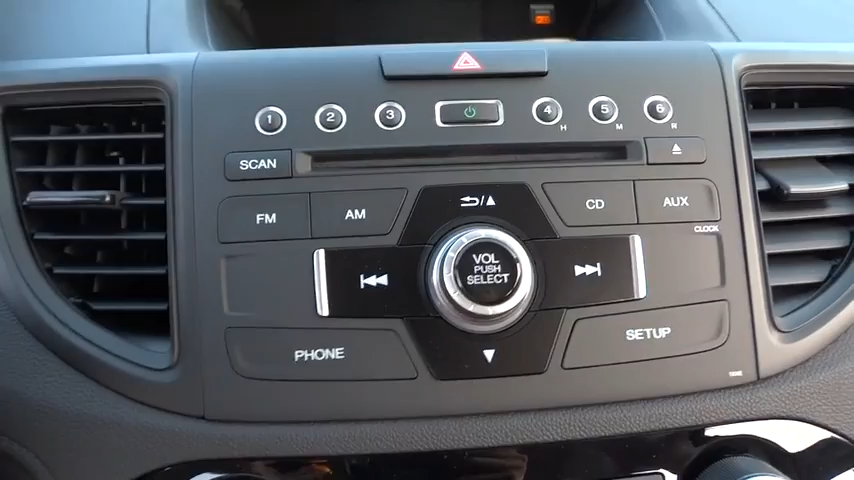 1 2 3 4 5 6
H M R
SCAN
FM AM CD AUX
CLOCK
VOL
PUSH
SELECT
PHONE
SETUP